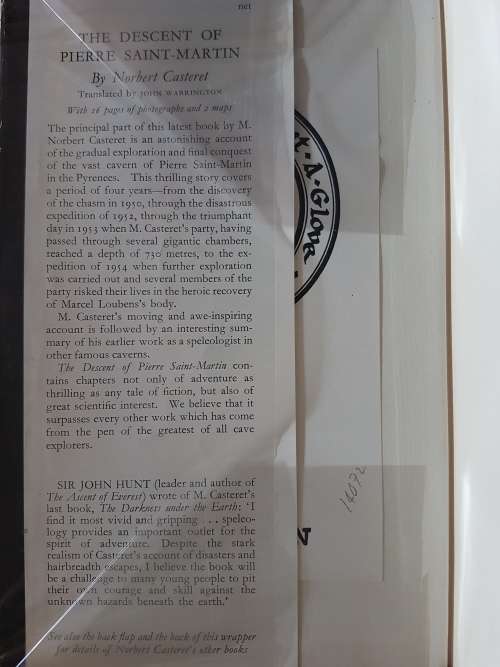 net
THE DESCENT OF
PIERRE SAINT-MARTIN
By Norbert Casteret
Translated by JOHN WARRINGTON
With 16 pages of photographs and 2 maps
The principal part of this latest book by M.
Norbert Casteret is an astonishing account
of the gradual exploration and final conquest
of the vast cavern of Pierre Saint-Martin
in the Pyrenees. This thrilling story covers
a period of four years—from the discovery
of the chasm in 1950, through the disastrous
expedition of 1952, through the triumphant
day in 1953 when M. Casteret's party, having
passed through several gigantic chambers,
reached a depth of 730 metres, to the ex-
pedition of 1954 when further exploration
was carried out and several members of the
party risked their lives in the heroic recovery
of Marcel Loubens's body.
M. Casteret's moving and awe-inspiring
account is followed by an interesting sum-
mary of his earlier work as a speleologist in
other famous caverns.
The Descent of Pierre Saint-Martin con-
tains chapters not only of adventure as
thrilling as any tale of fiction, but also of
great scientific interest. We believe that it
surpasses every other work which has come
from the pen of the greatest of all cave
explorers.
SIR JOHN HUNT (leader and author of
The Ascent of Everest) wrote of M. Casteret's
last book, The Darkness under the Earth: 'I
find it most vivid and gripping . . . speleo-
logy provides an important outlet for the
spirit of adventure. Despite the stark
realism of Casteret's account of disasters and
hairbreadth escapes, I believe the book will
be a challenge to many young people to pit
their own courage and skill against the
unknown hazards beneath the earth.'
See also the back flap and the back of this wrapper
for details of Norbert Casteret's other books
A·Glover
14072